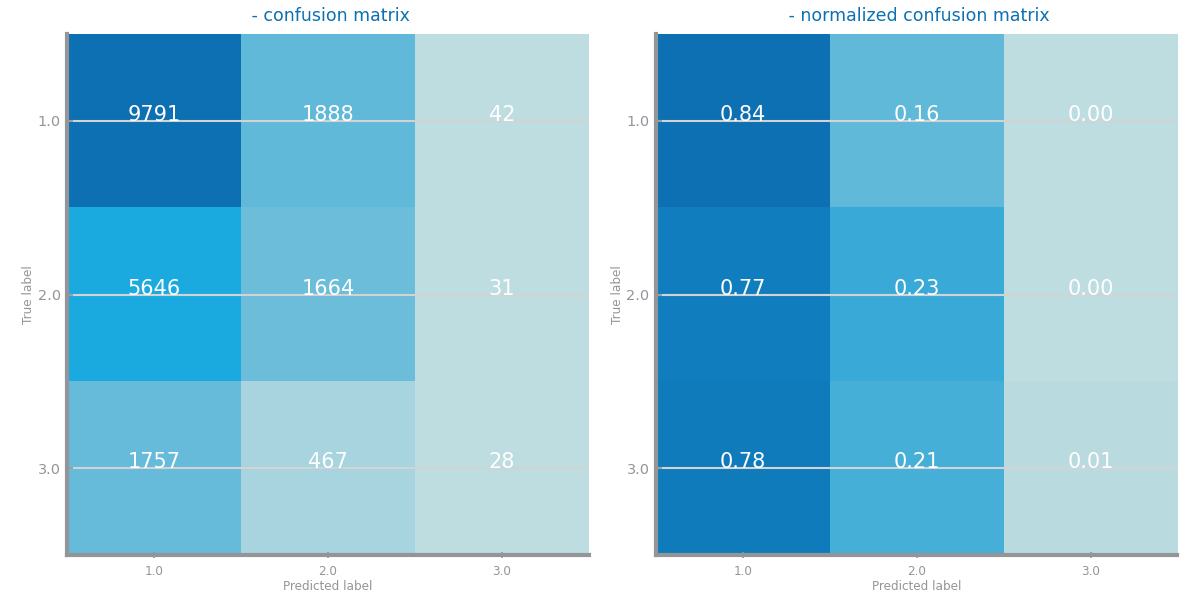 - confusion matrix
1.0 9791 1888 42
2.0 5646 1664 31
3.0 1757 467 28
True label
1.0 2.0 3.0
Predicted label
- normalized confusion matrix
1.0 0.84 0.16 0.00
2.0 0.77 0.23 0.00
3.0 0.78 0.21 0.01
True label
1.0 2.0 3.0
Predicted label